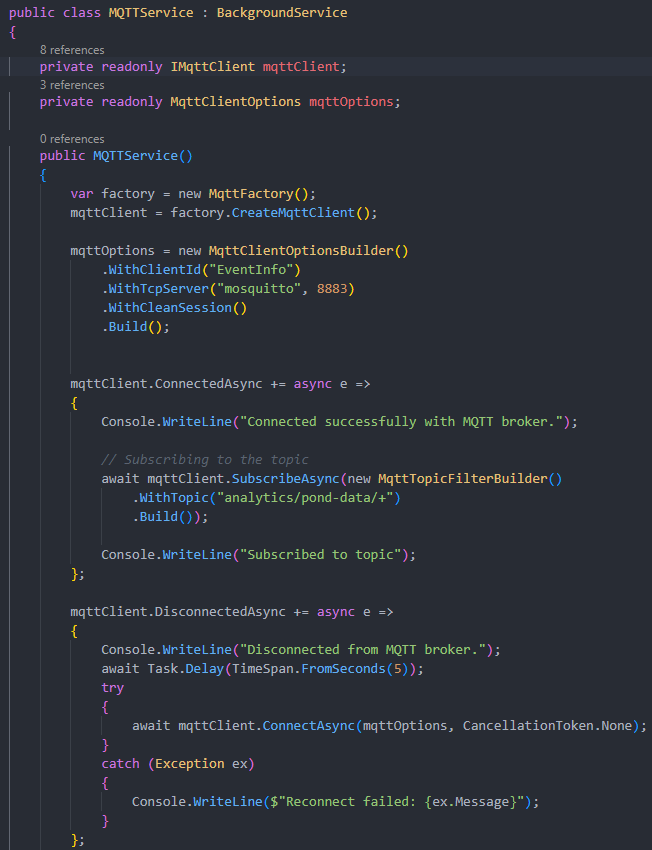 public class MQTTService : BackgroundService
{
8 references
private readonly IMqttClient mqttClient;
3 references
private readonly MqttClientOptions mqttOptions;
0 references
public MQTTService()
{
var factory = new MqttFactory();
mqttClient = factory.CreateMqttClient();
mqttOptions = new MqttClientOptionsBuilder()
.WithClientId("EventInfo")
.WithTcpServer("mosquitto", 8883)
.WithCleanSession()
.Build();
mqttClient.ConnectedAsync += async e =>
{
Console.WriteLine("Connected successfully with MQTT broker.");
// Subscribing to the topic
await mqttClient.SubscribeAsync(new MqttTopicFilterBuilder()
.WithTopic("analytics/pond-data/+")
.Build());
Console.WriteLine("Subscribed to topic");
};
mqttClient.DisconnectedAsync += async e =>
{
Console.WriteLine("Disconnected from MQTT broker.");
await Task.Delay(TimeSpan.FromSeconds(5));
try
{
await mqttClient.ConnectAsync(mqttOptions, CancellationToken.None);
}
catch (Exception ex)
{
Console.WriteLine($"Reconnect failed: {ex.Message}");
}
};